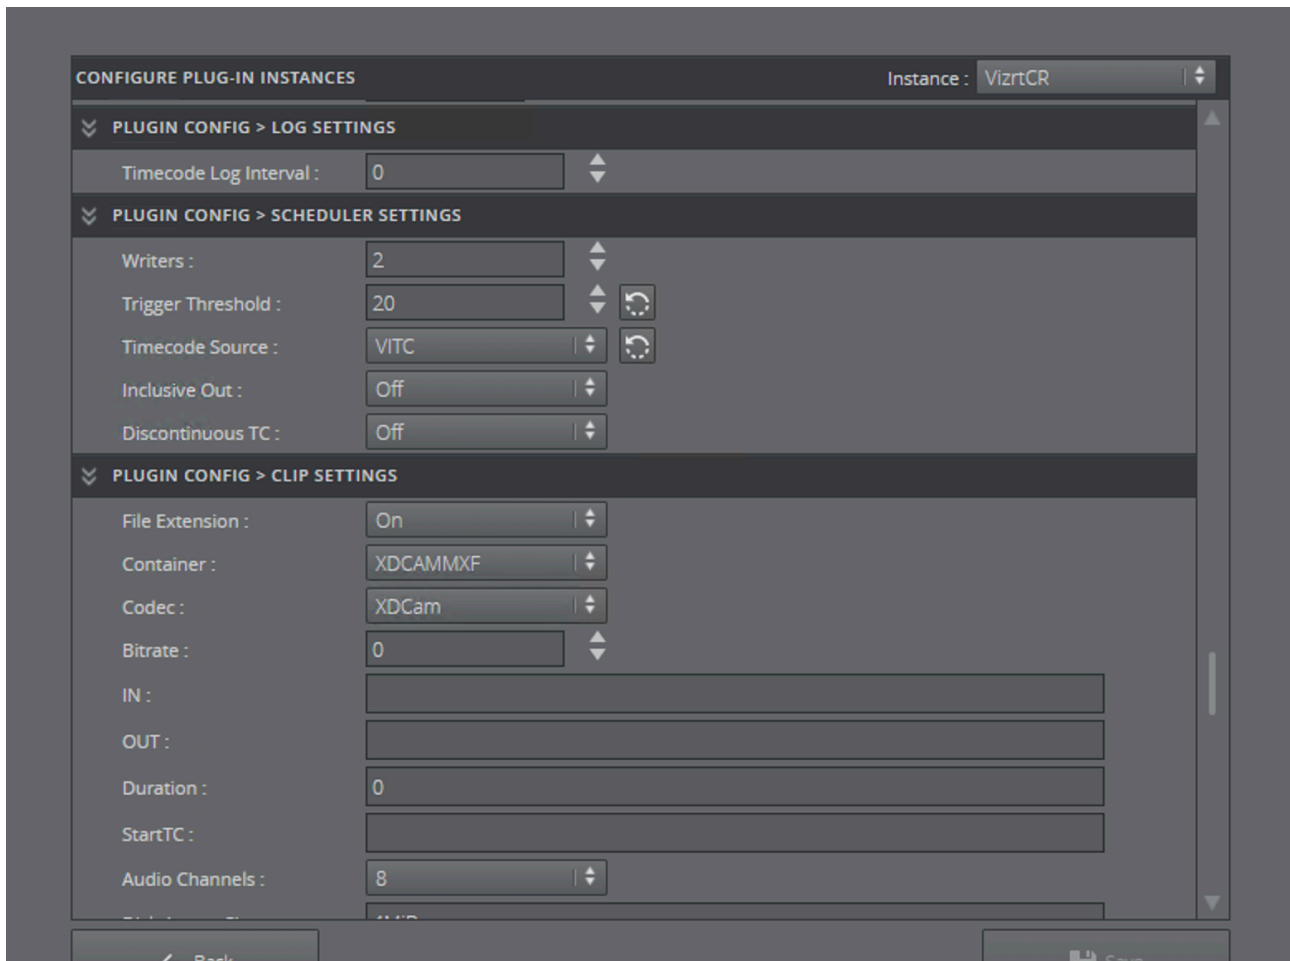 CONFIGURE PLUG-IN INSTANCES Instance : VizrtCR
PLUGIN CONFIG > LOG SETTINGS
Timecode Log Interval : 0
PLUGIN CONFIG > SCHEDULER SETTINGS
Writers : 2
Trigger Threshold : 20
Timecode Source : VITC
Inclusive Out : Off
Discontinuous TC : Off
PLUGIN CONFIG > CLIP SETTINGS
File Extension : On
Container : XDCAMMXF
Codec : XDCam
Bitrate : 0
IN :
OUT :
Duration : 0
StartTC :
Audio Channels : 8
Back Save